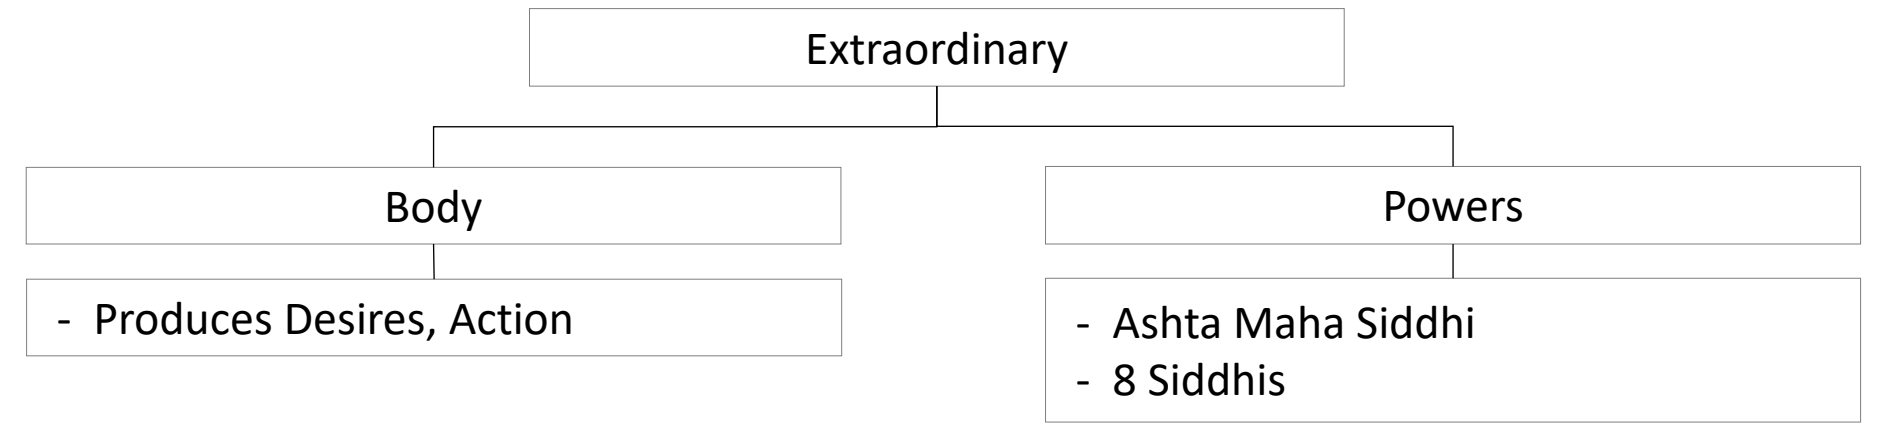 Extraordinary
Body
Powers
- Produces Desires, Action
- Ashta Maha Siddhi
- 8 Siddhis